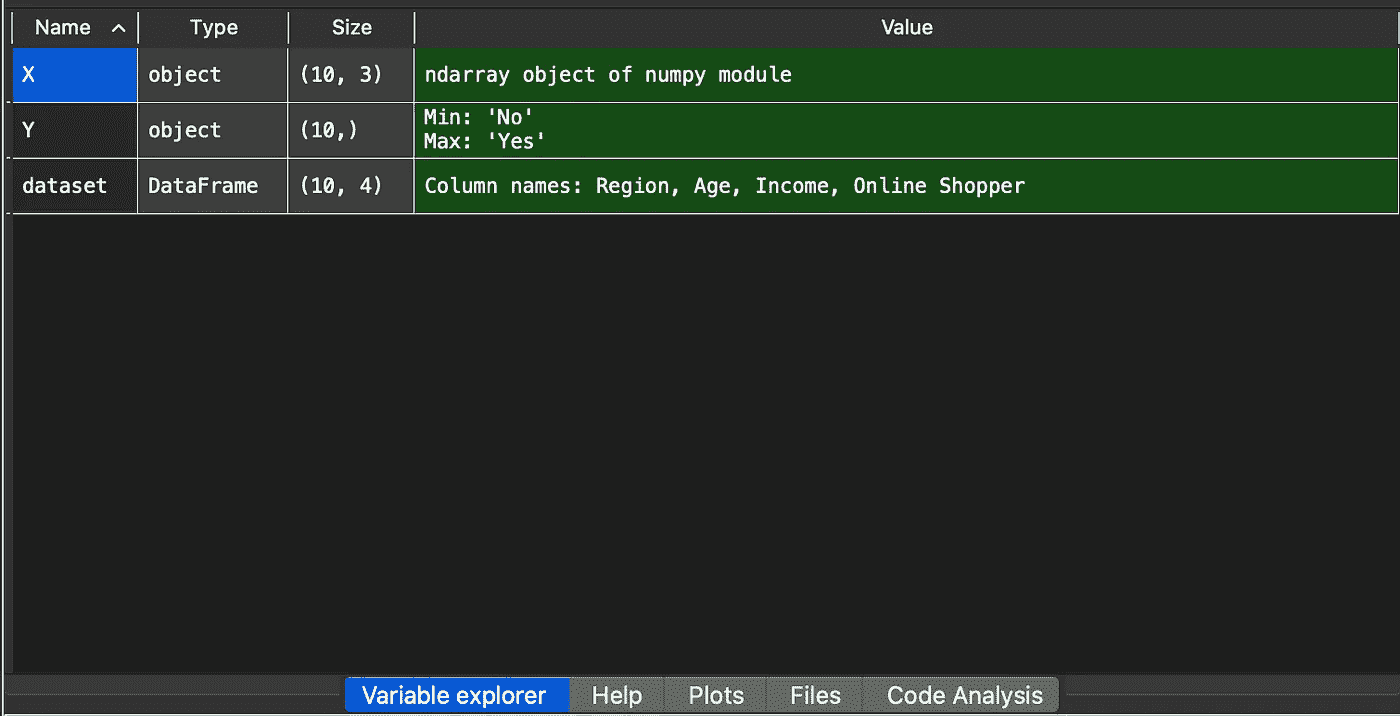 Name Type Size Value
X object (10, 3) ndarray object of numpy module
Y object (10,) Min: 'No'
Max: 'Yes'
dataset DataFrame (10, 4) Column names: Region, Age, Income, Online Shopper
Variable explorer Help Plots Files Code Analysis